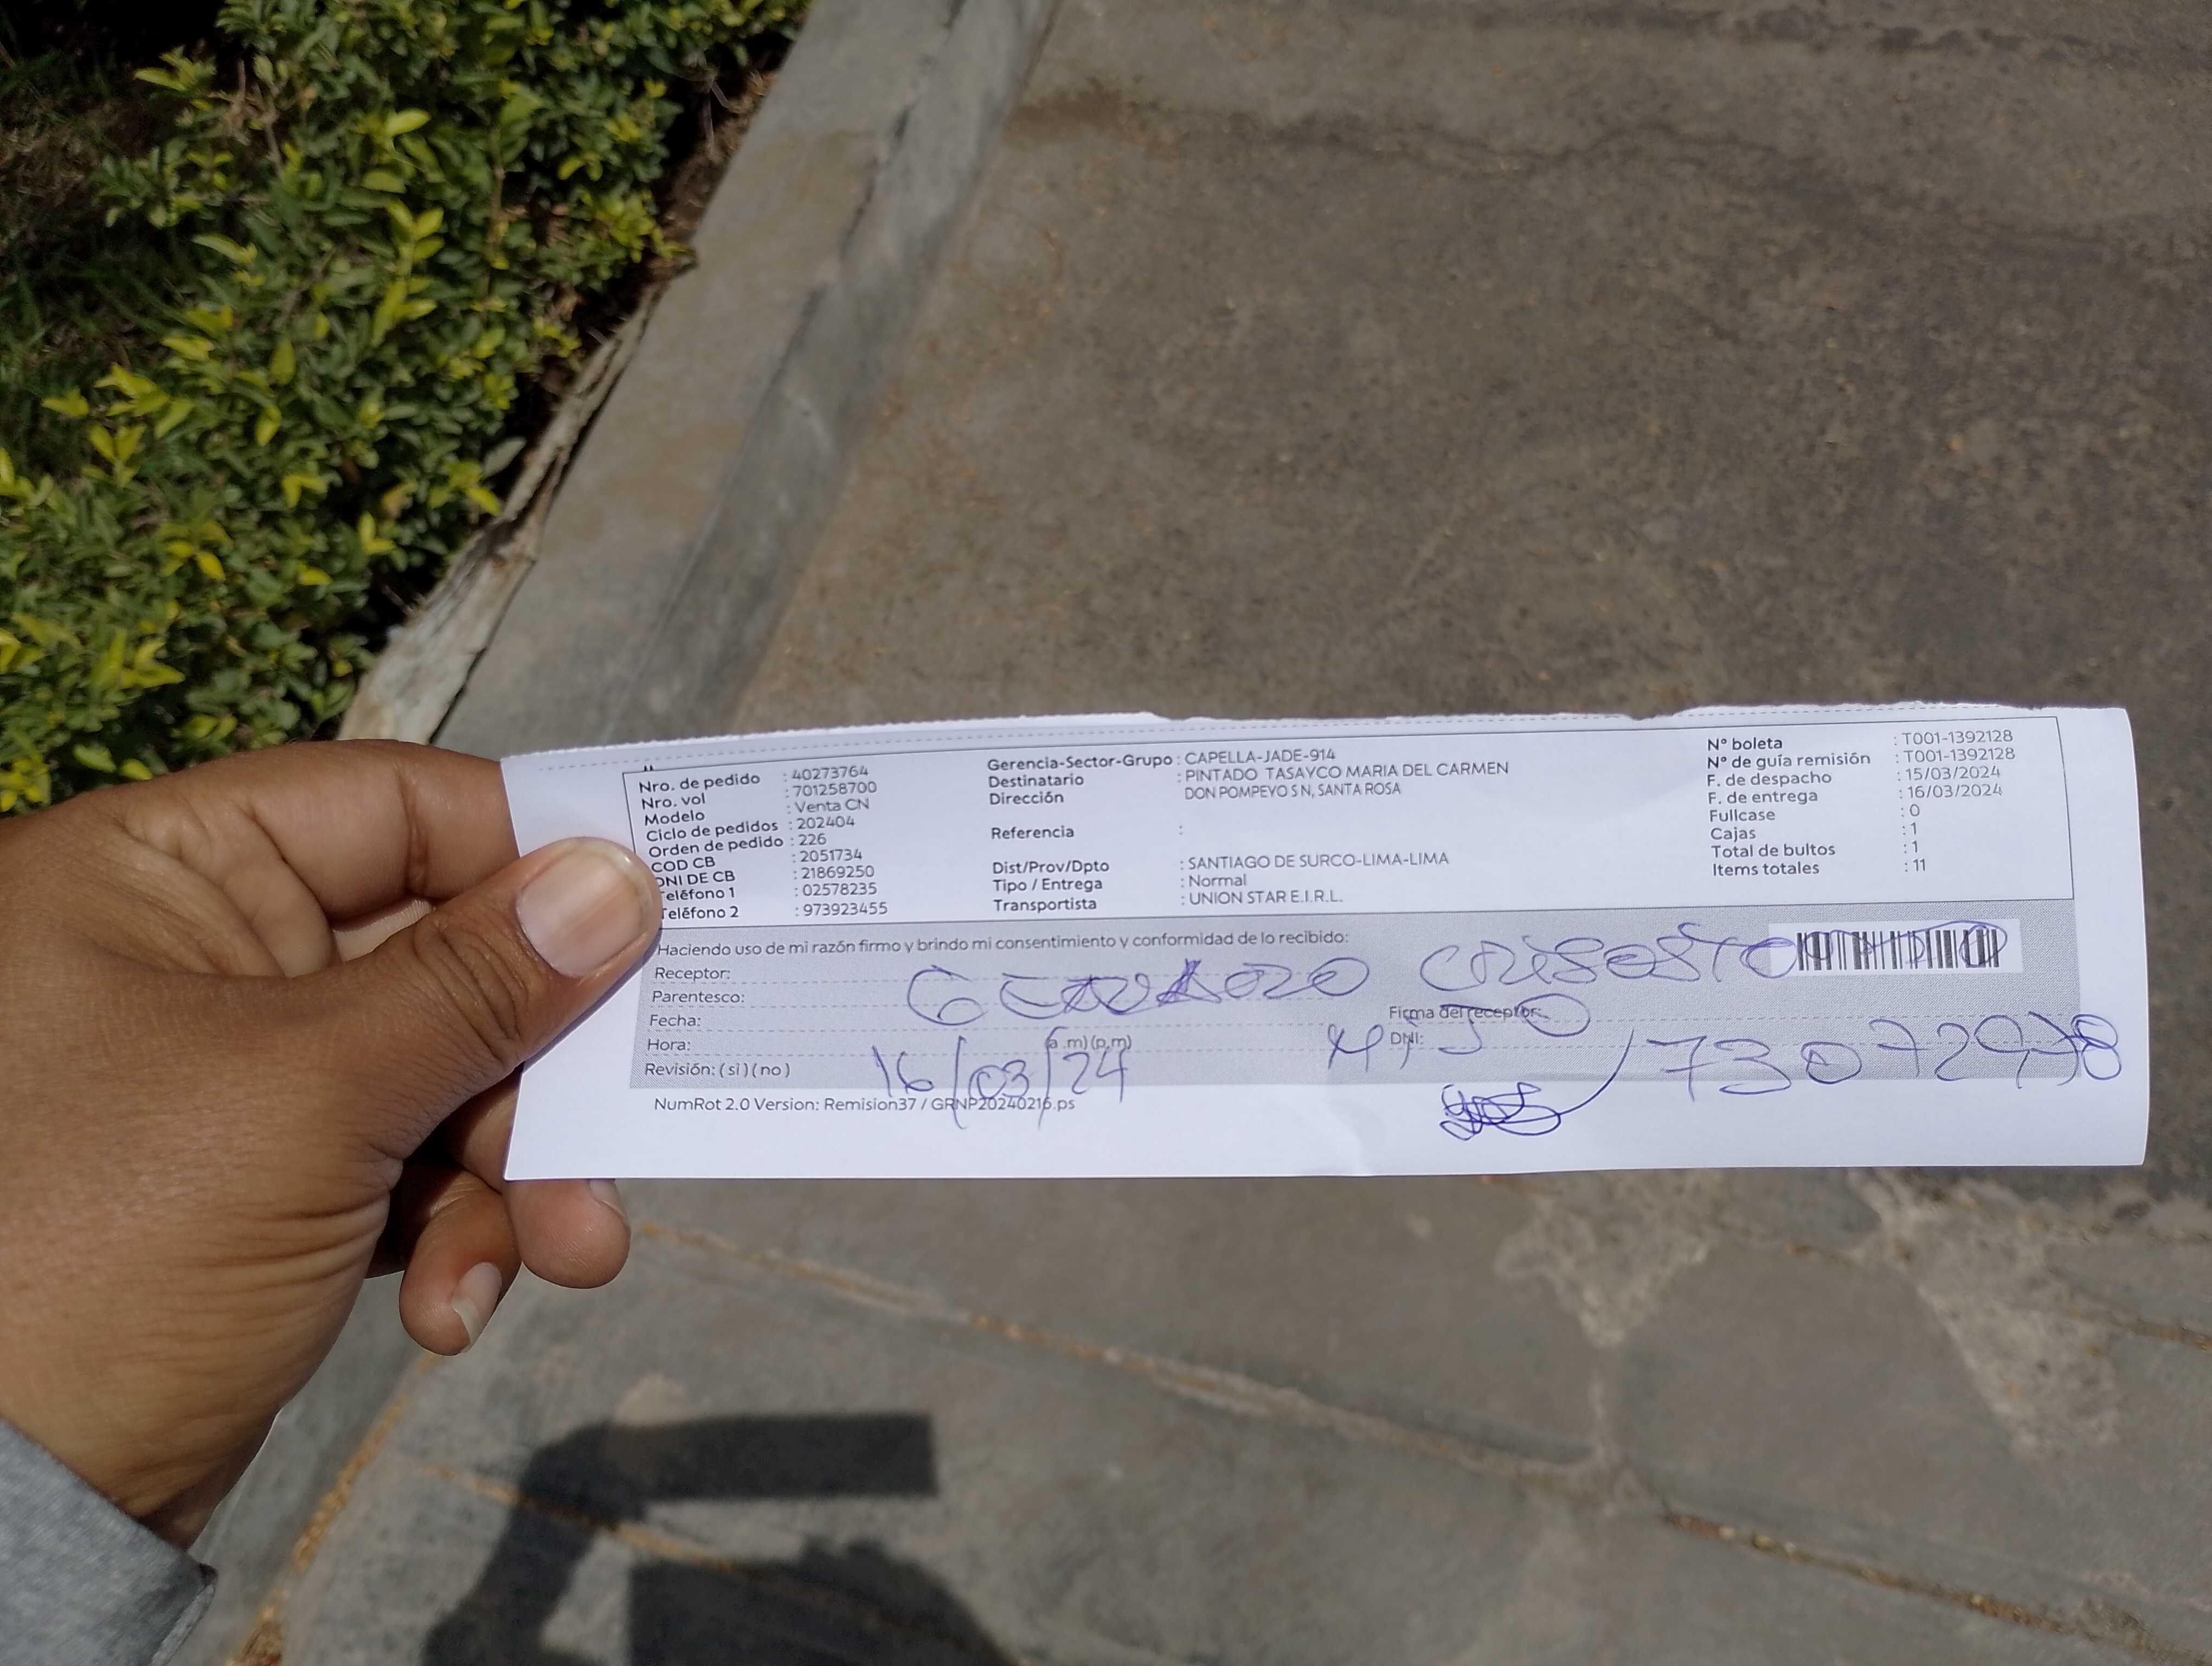 Nro. de pedido : 40273764
Nro. vol : 701258700
Modelo : Venta CN
Ciclo de pedidos : 202404
Orden de pedido : 226
COD CB : 2051734
DNI DE CB : 21869250
Teléfono 1 : 02578235
Teléfono 2 : 973923455
Gerencia-Sector-Grupo : CAPELLA-JADE-914
Destinatario : PINTADO TASAYCO MARIA DEL CARMEN
Dirección DON POMPEYO S N, SANTA ROSA
Referencia :
Dist/Prov/Dpto : SANTIAGO DE SURCO-LIMA-LIMA
Tipo / Entrega : Normal
Transportista : UNION STAR E.I.R.L.
N° boleta : T001-1392128
N° de guía remisión : T001-1392128
F. de despacho : 15/03/2024
F. de entrega : 16/03/2024
Fullcase : 0
Cajas : 1
Total de bultos : 1
Items totales : 11
Haciendo uso de mi razón firmo y brindo mi consentimiento y conformidad de lo recibido:
Receptor:
Parentesco:
Fecha: Firma del receptor:
Hora: (a.m)(p.m) DNI:
16/03/24
Revisión: (si)(no)
NumRot 2.0 Version: Remision37 / GRNP20240216.ps